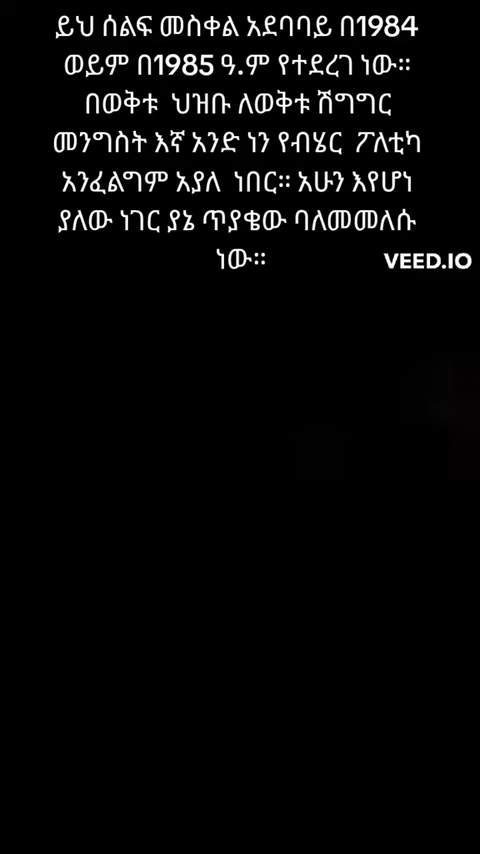 ይህ ሰልፍ መስቀል አደባባይ በ1984
ወይም በ1985 ዓ.ም የተደረገ ነው።
በወቅቱ ህዝቡ ለወቅቱ ሽግግር
መንግስት እኛ አንድ ነን የብሄር ፖለቲካ
አንፈልግም እያለ ነበር። አሁን እየሆነ
ያለው ነገር ያኔ ጥያቄው ባለመመለሱ
ነው።
VEED.IO